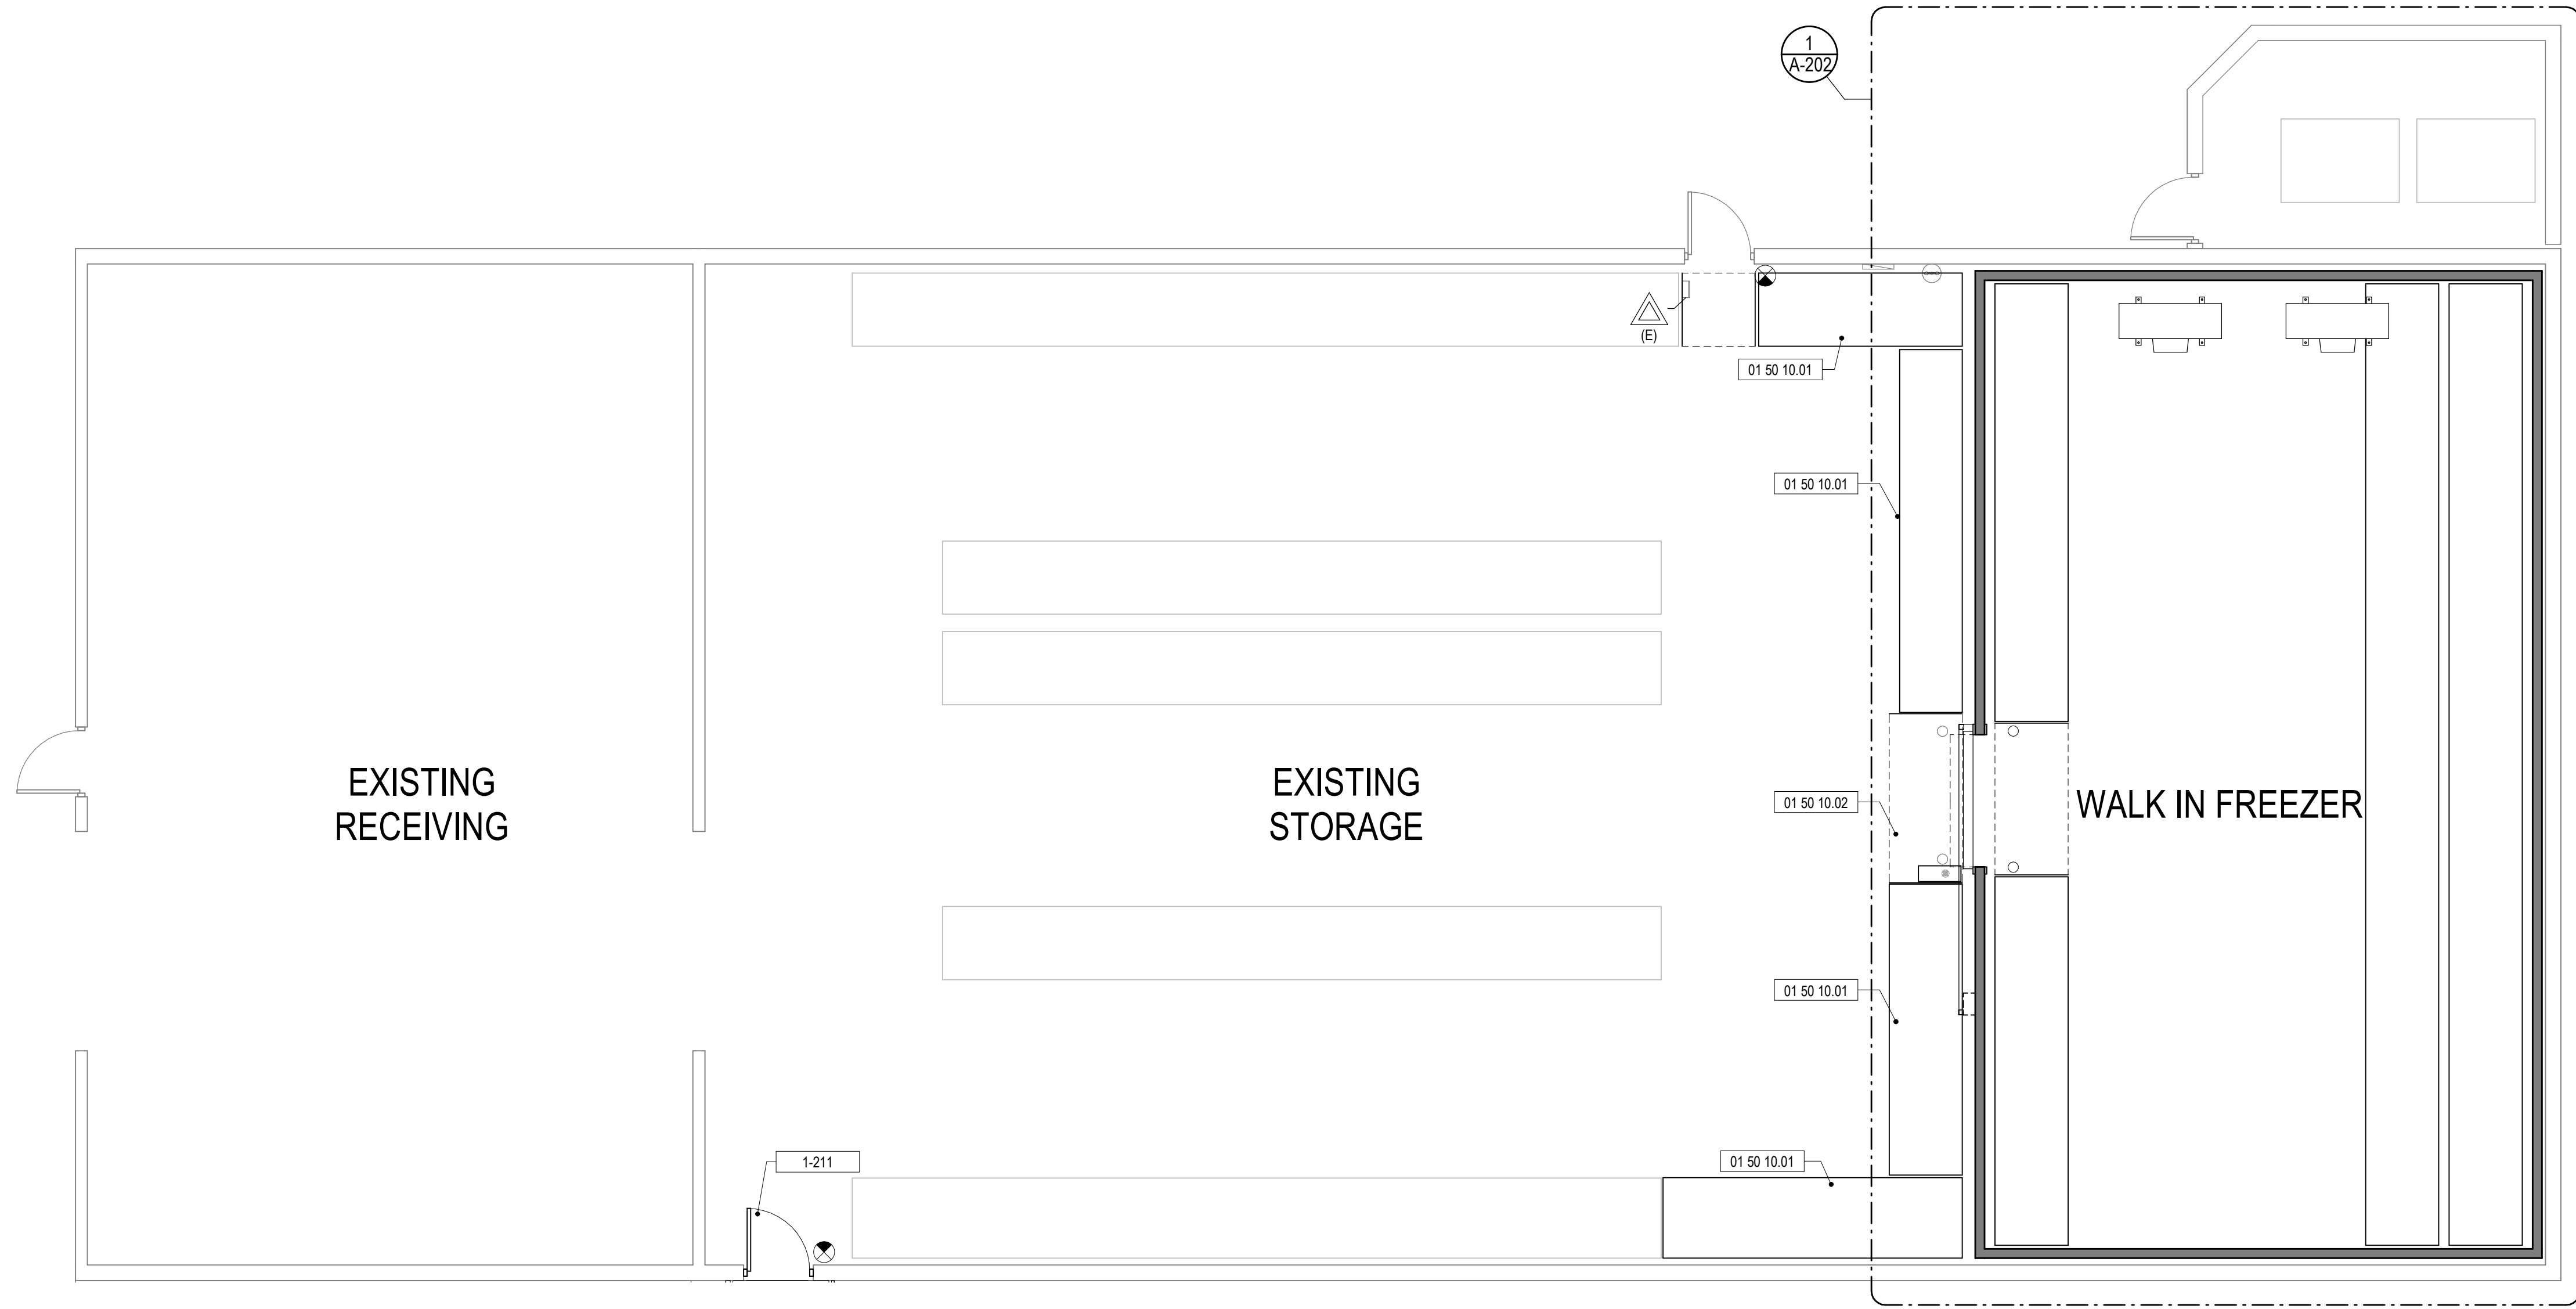 1
A-202
(E)
01 50 10.01
01 50 10.01
EXISTING
RECEIVING
EXISTING
STORAGE
01 50 10.02
WALK IN FREEZER
01 50 10.01
1-211
01 50 10.01